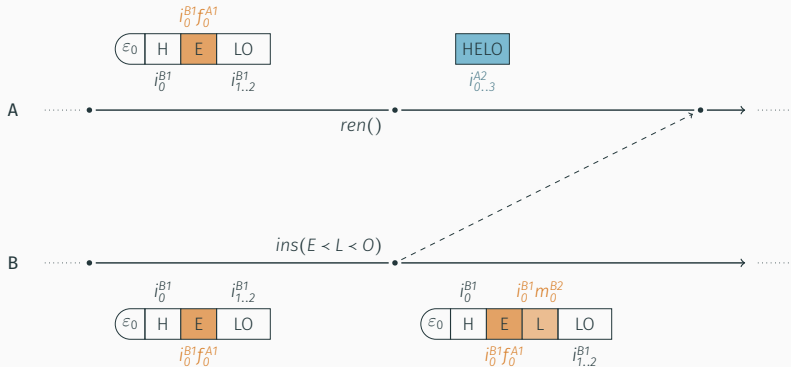 i₀ᴮ¹f₀ᴬ¹
ε₀ H E LO HELO
i₀ᴮ¹ i₁..₂ᴮ¹ i₀..₃ᴬ²
A
ren()
ins(E < L < O)
B
i₀ᴮ¹ i₁..₂ᴮ¹ i₀ᴮ¹ i₀ᴮ¹m₀ᴮ²
ε₀ H E LO ε₀ H E L LO
i₀ᴮ¹f₀ᴬ¹ i₀ᴮ¹f₀ᴬ¹ i₁..₂ᴮ¹